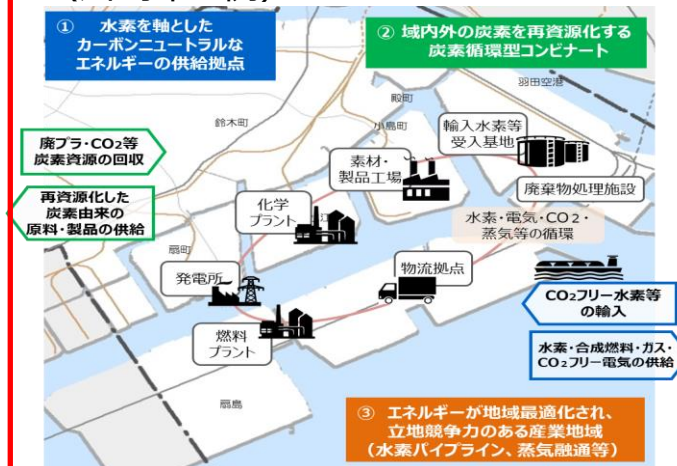 ① 水素を軸とした
カーボンニュートラルな
エネルギーの供給拠点
② 域内外の炭素を再資源化する
炭素循環型コンビナート
羽田空港
殿町
鈴木町
小島町
輸入水素等
受入基地
廃プラ・CO₂等
炭素資源の回収
素材・
製品工場
廃棄物処理施設
再資源化した
炭素由来の
原料・製品の供給
化学
プラント
水素・電気・CO2・
蒸気等の循環
扇町
発電所
物流拠点
CO₂フリー水素等
の輸入
燃料
プラント
水素・合成燃料・ガス・
CO₂フリー電気の供給
扇島
③ エネルギーが地域最適化され、
立地競争力のある産業地域
（水素パイプライン、蒸気融通等）